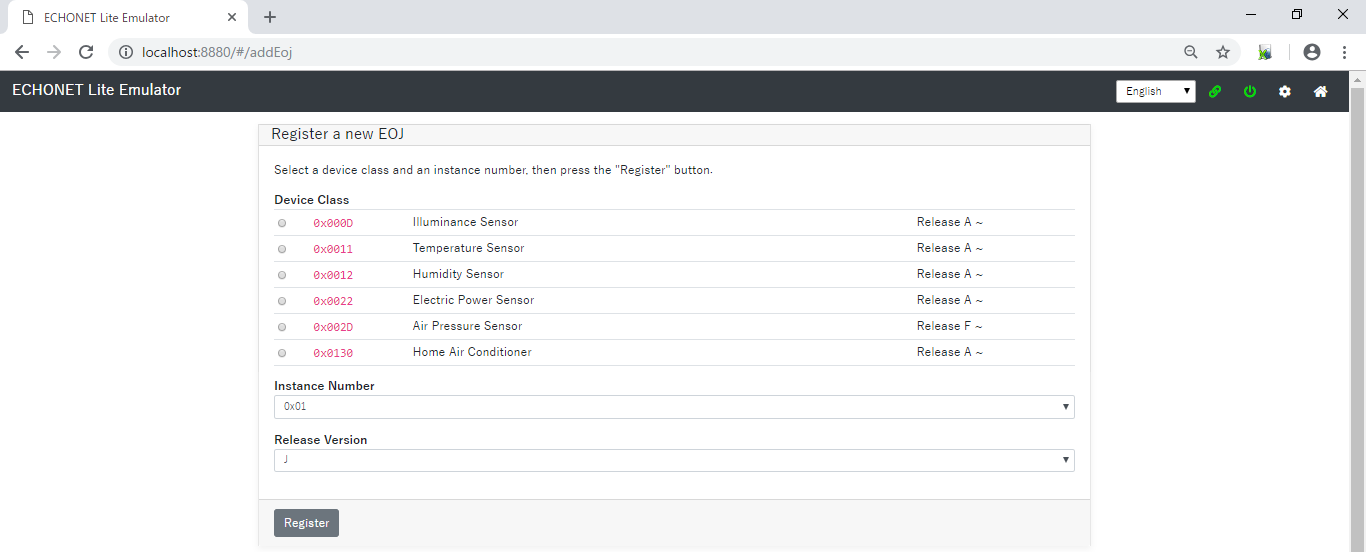 ECHONET Lite Emulator
localhost:8880/#/addEoj
ECHONET Lite Emulator
English
Register a new EOJ
Select a device class and an instance number, then press the "Register" button.
Device Class
0x000D Illuminance Sensor Release A ~
0x0011 Temperature Sensor Release A ~
0x0012 Humidity Sensor Release A ~
0x0022 Electric Power Sensor Release A ~
0x002D Air Pressure Sensor Release F ~
0x0130 Home Air Conditioner Release A ~
Instance Number
0x01
Release Version
J
Register